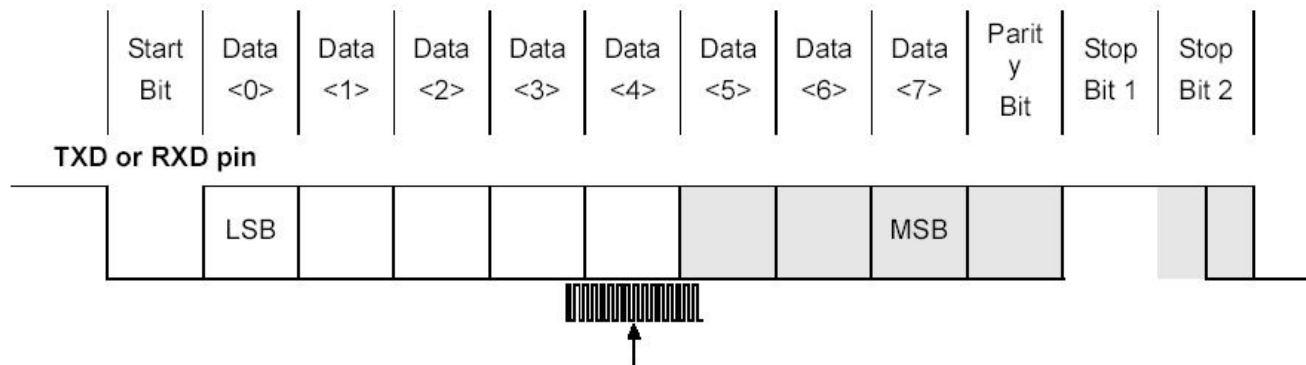 Start Bit
Data <0>
Data <1>
Data <2>
Data <3>
Data <4>
Data <5>
Data <6>
Data <7>
Parit y Bit
Stop Bit 1
Stop Bit 2
TXD or RXD pin
LSB
MSB